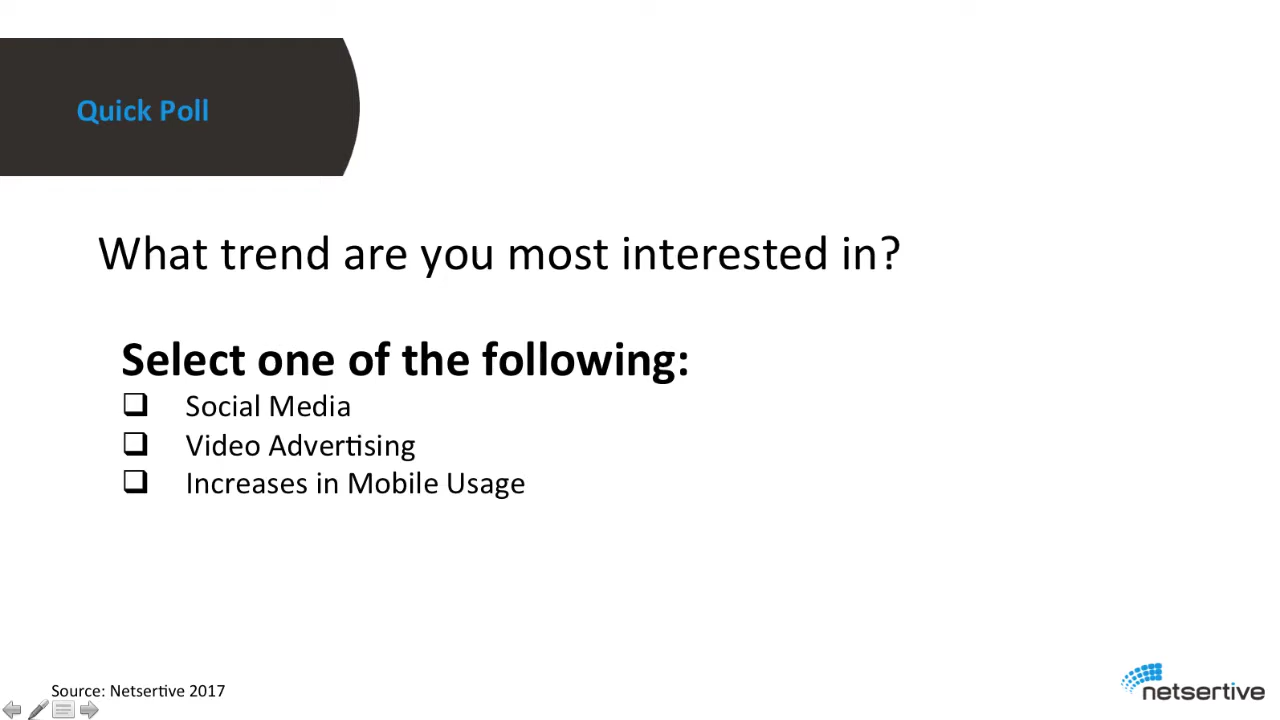 Quick Poll
What trend are you most interested in?
Select one of the following:
Social Media
Video Advertising
Increases in Mobile Usage
Source: Netsertive 2017
netsertive